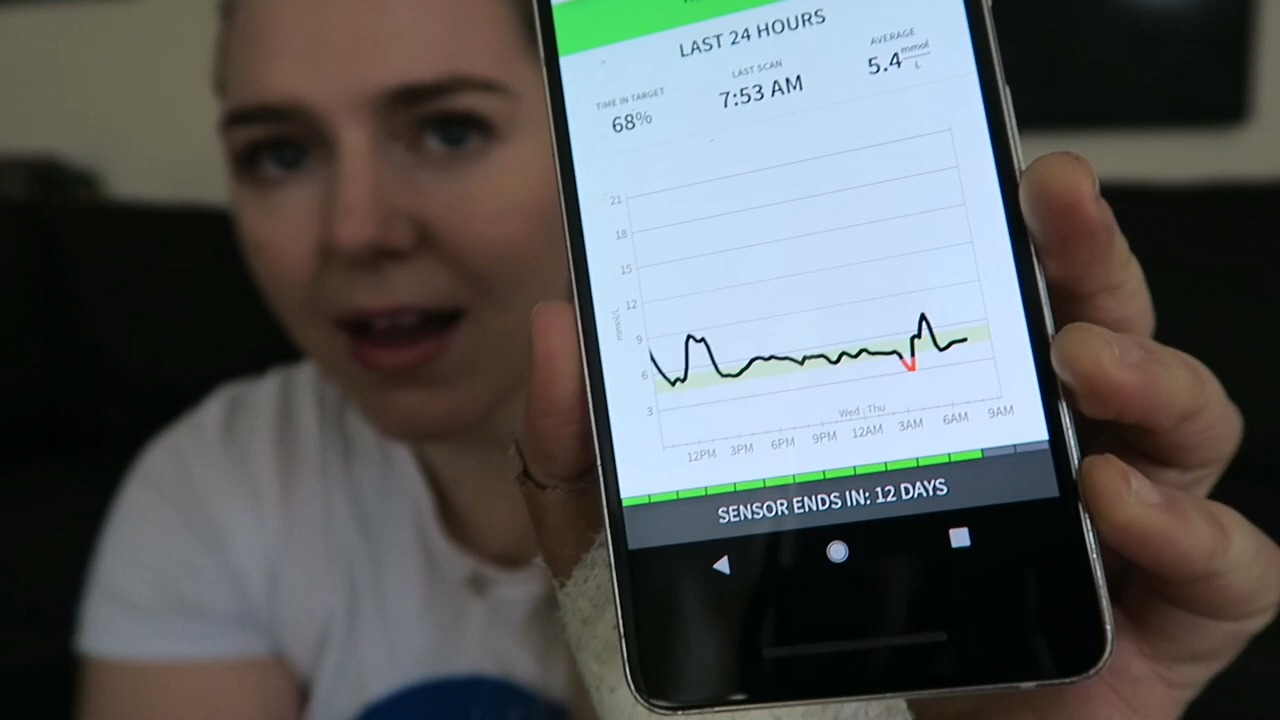 LAST 24 HOURS
TIME IN TARGET
68%
LAST SCAN
7:53 AM
AVERAGE
5.4 mmol/L
21
18
15
12
9
6
3
mmol/L
Wed Thu
12PM 3PM 6PM 9PM 12AM 3AM 6AM 9AM
SENSOR ENDS IN: 12 DAYS